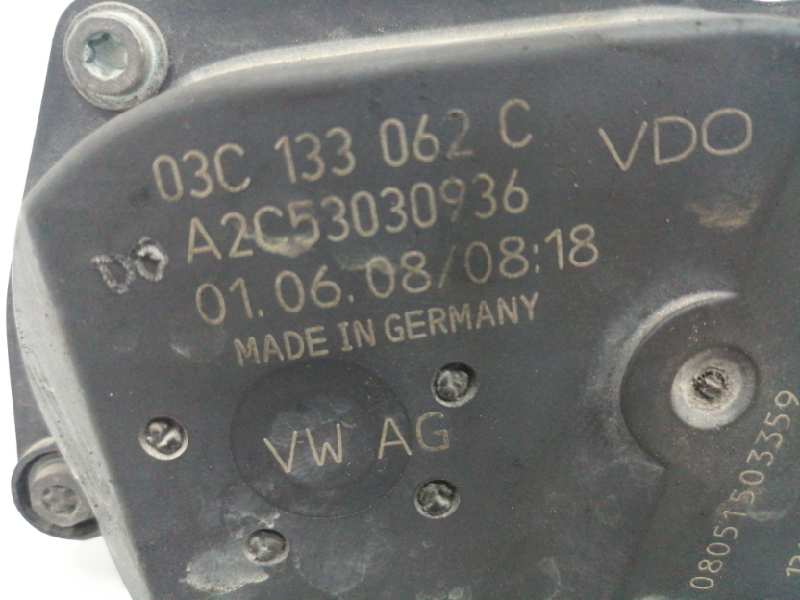 03C 133 062 C
VDO
A2C53030936
01.06.08/08:18
MADE IN GERMANY
VW AG
08051503359